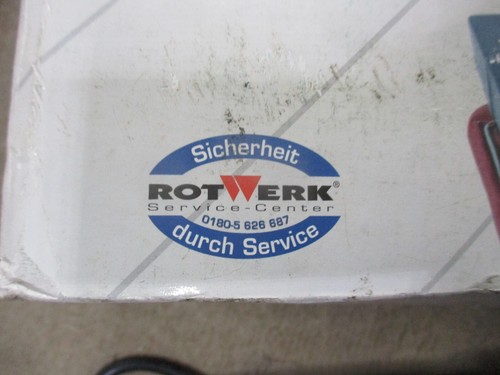 Sicherheit
ROTWERK®
Service-Center
0180-5 626 687
durch Service